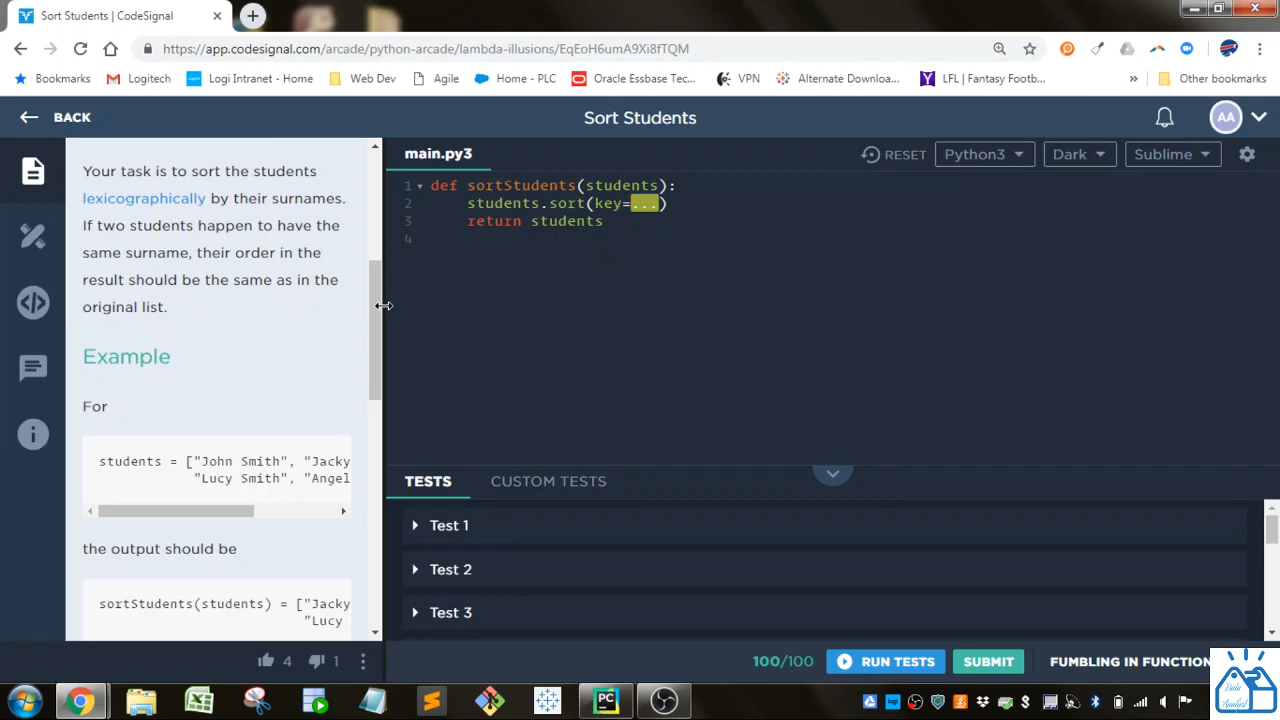 Sort Students | CodeSignal
https://app.codesignal.com/arcade/python-arcade/lambda-illusions/EqEoH6umA9Xi8fTQM
Bookmarks Logitech Logi Intranet - Home Web Dev Agile Home - PLC Oracle Essbase Tec... VPN Alternate Downloa... LFL | Fantasy Footb... » Other bookmarks
BACK Sort Students AA
main.py3 RESET Python3 Dark Sublime
Your task is to sort the students
lexicographically by their surnames.
If two students happen to have the
same surname, their order in the
result should be the same as in the
original list.
Example
For
students = ["John Smith", "Jacky
"Lucy Smith", "Angel
the output should be
sortStudents(students) = ["Jacky
"Lucy
4 1
1 def sortStudents(students):
2 students.sort(key=...)
3 return students
4
TESTS CUSTOM TESTS
Test 1
Test 2
Test 3
100/100 RUN TESTS SUBMIT FUMBLING IN FUNCTION
PC
Data
Analyst